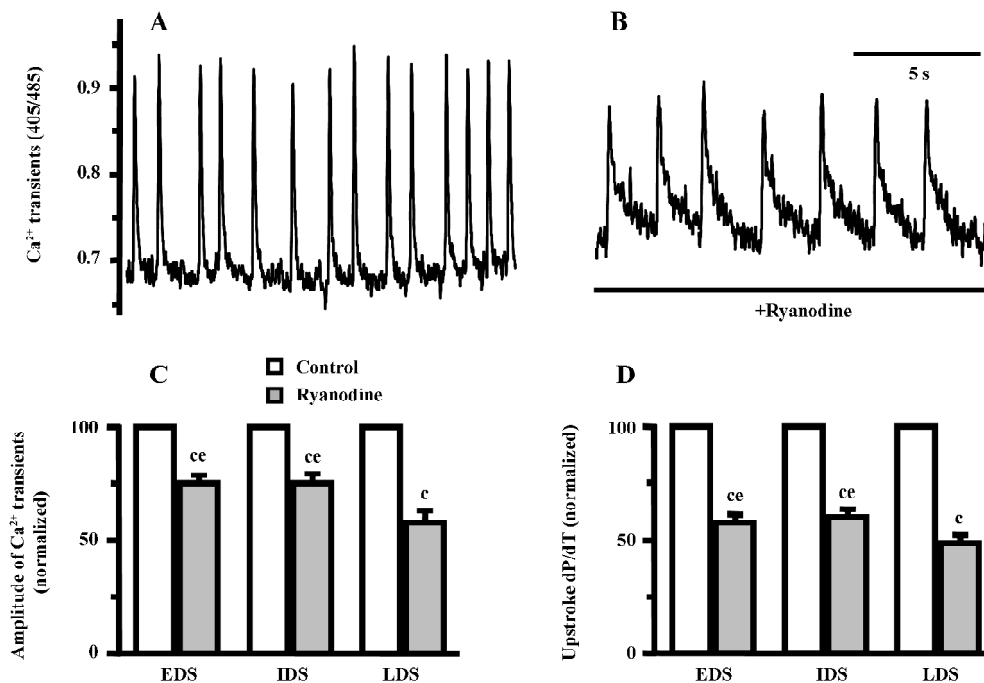 A
B
5 s
Ca²⁺ transients (405/485)
0.9
0.8
0.7
+Ryanodine
C
Control
Ryanodine
D
Amplitude of Ca²⁺ transients
(normalized)
100
50
0
ce
ce
c
EDS
IDS
LDS
Upstroke dP/dT (normalized)
100
50
0
ce
ce
c
EDS
IDS
LDS